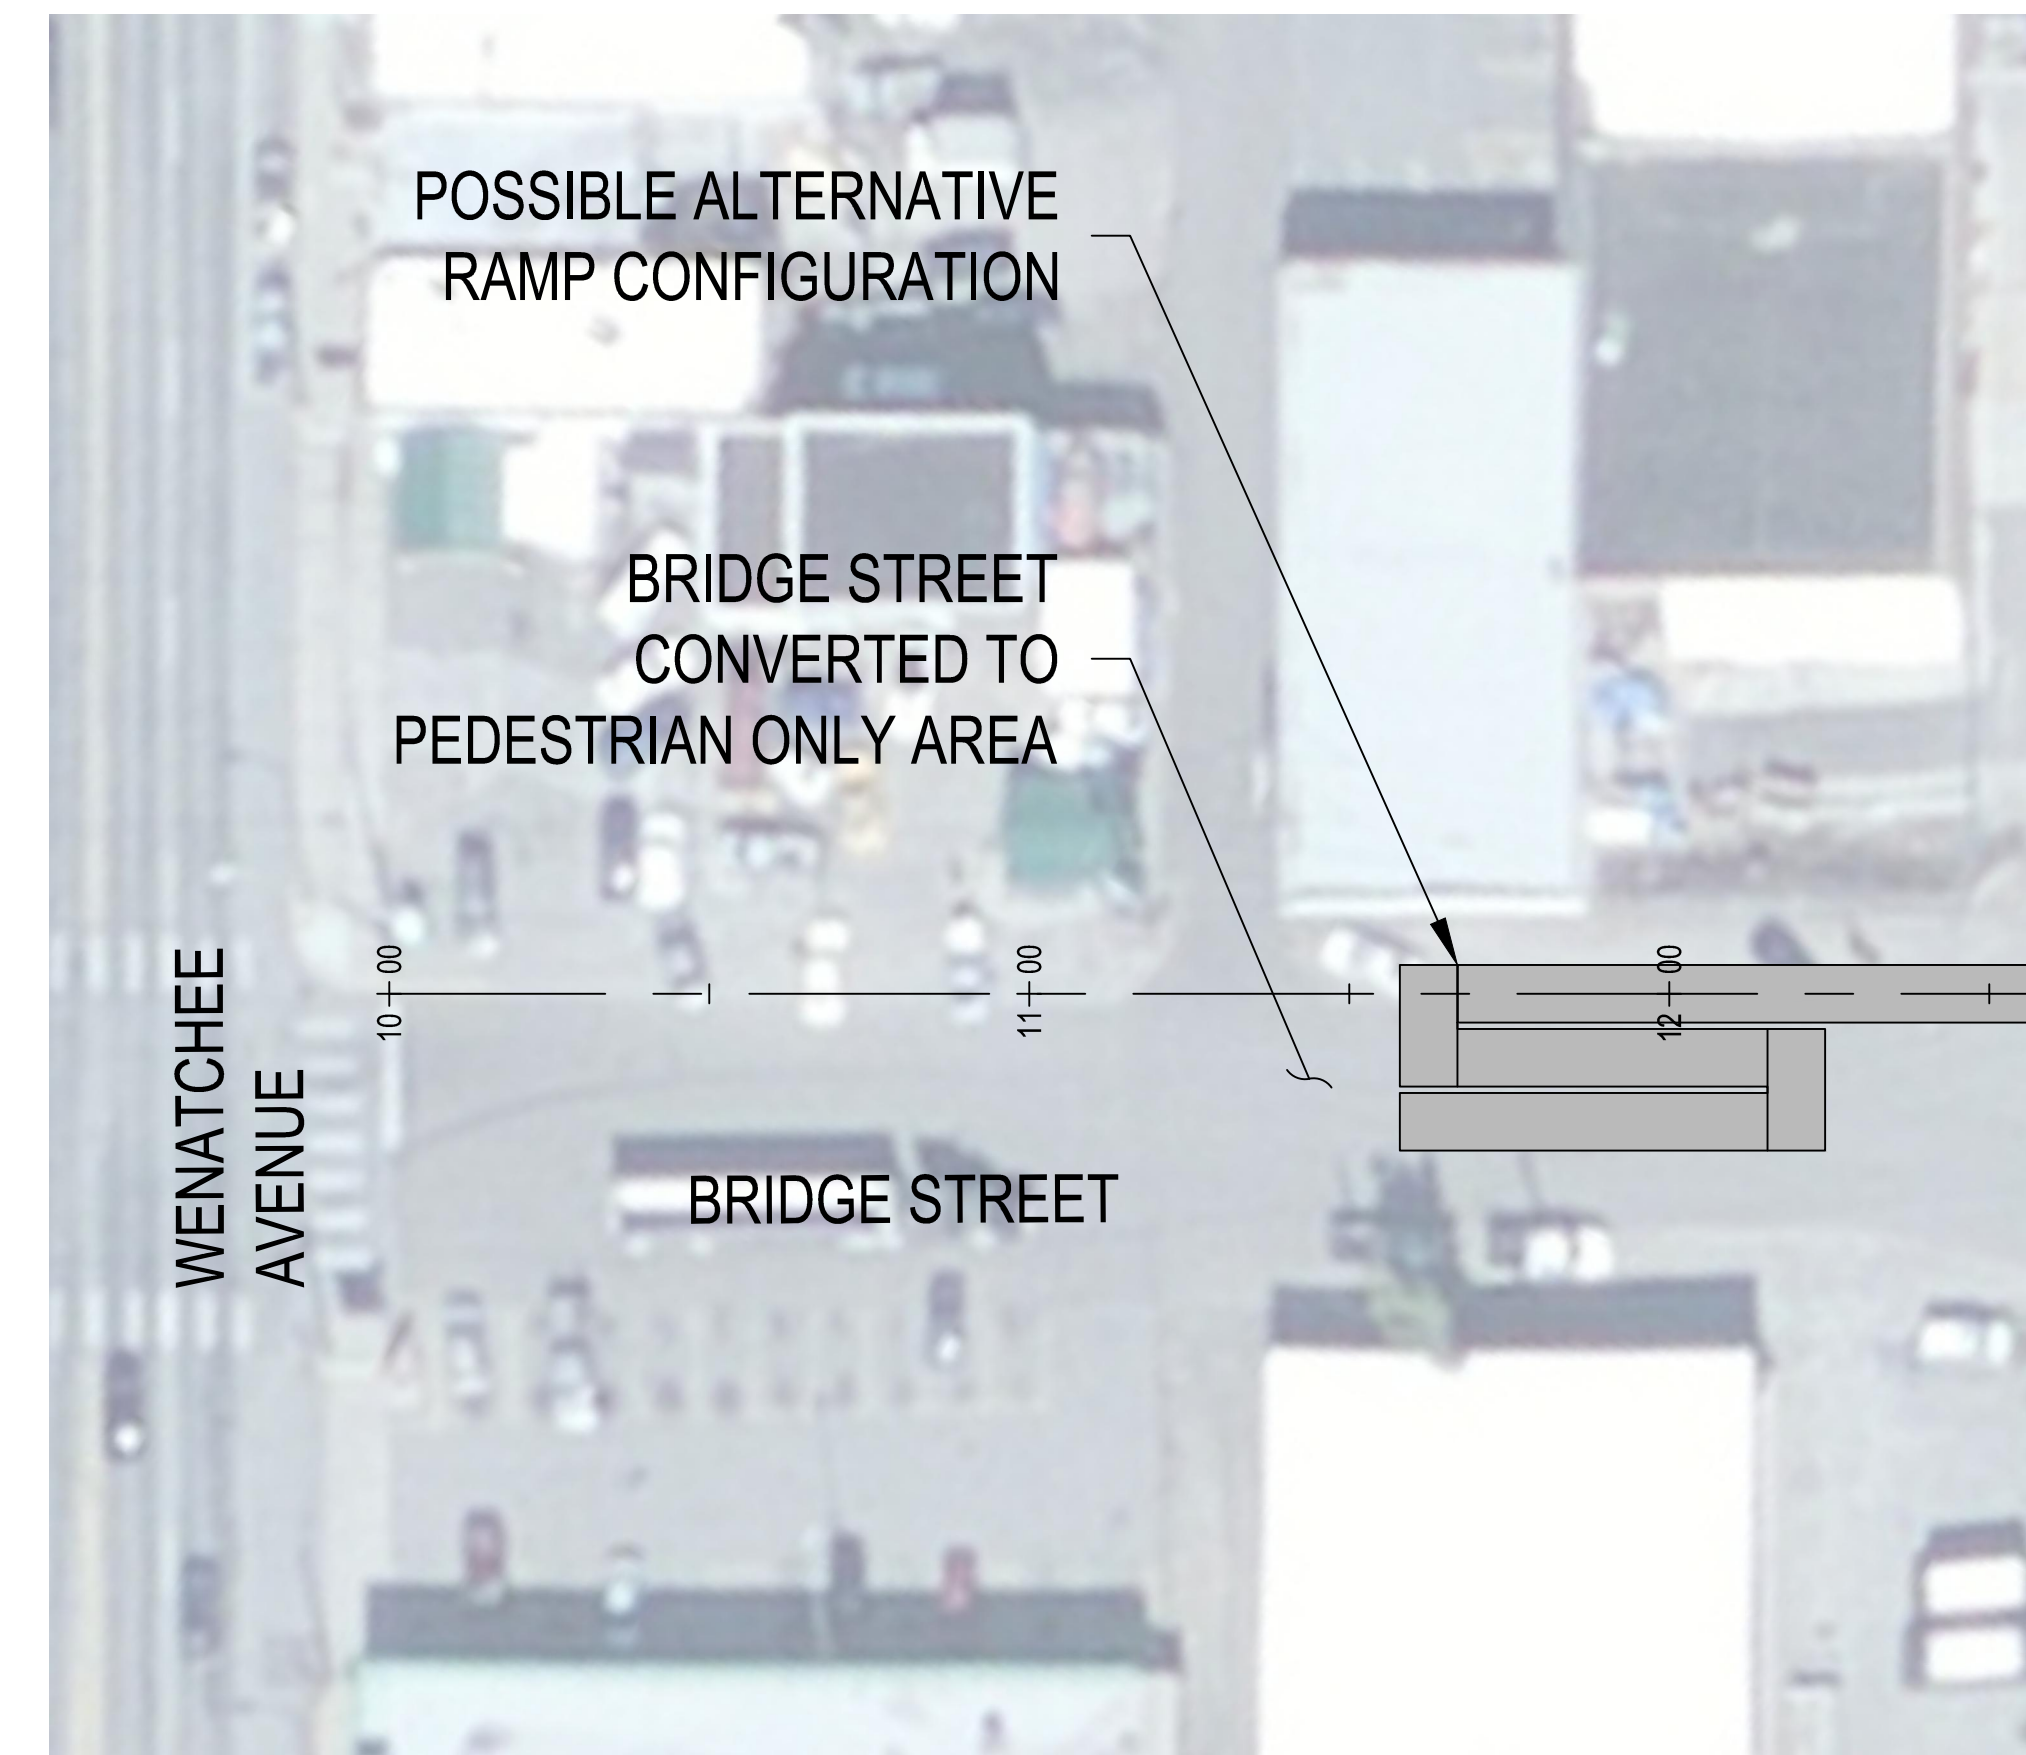 POSSIBLE ALTERNATIVE
RAMP CONFIGURATION
BRIDGE STREET
CONVERTED TO
PEDESTRIAN ONLY AREA
10 00
11 00
12 00
WENATCHEE
AVENUE
BRIDGE STREET